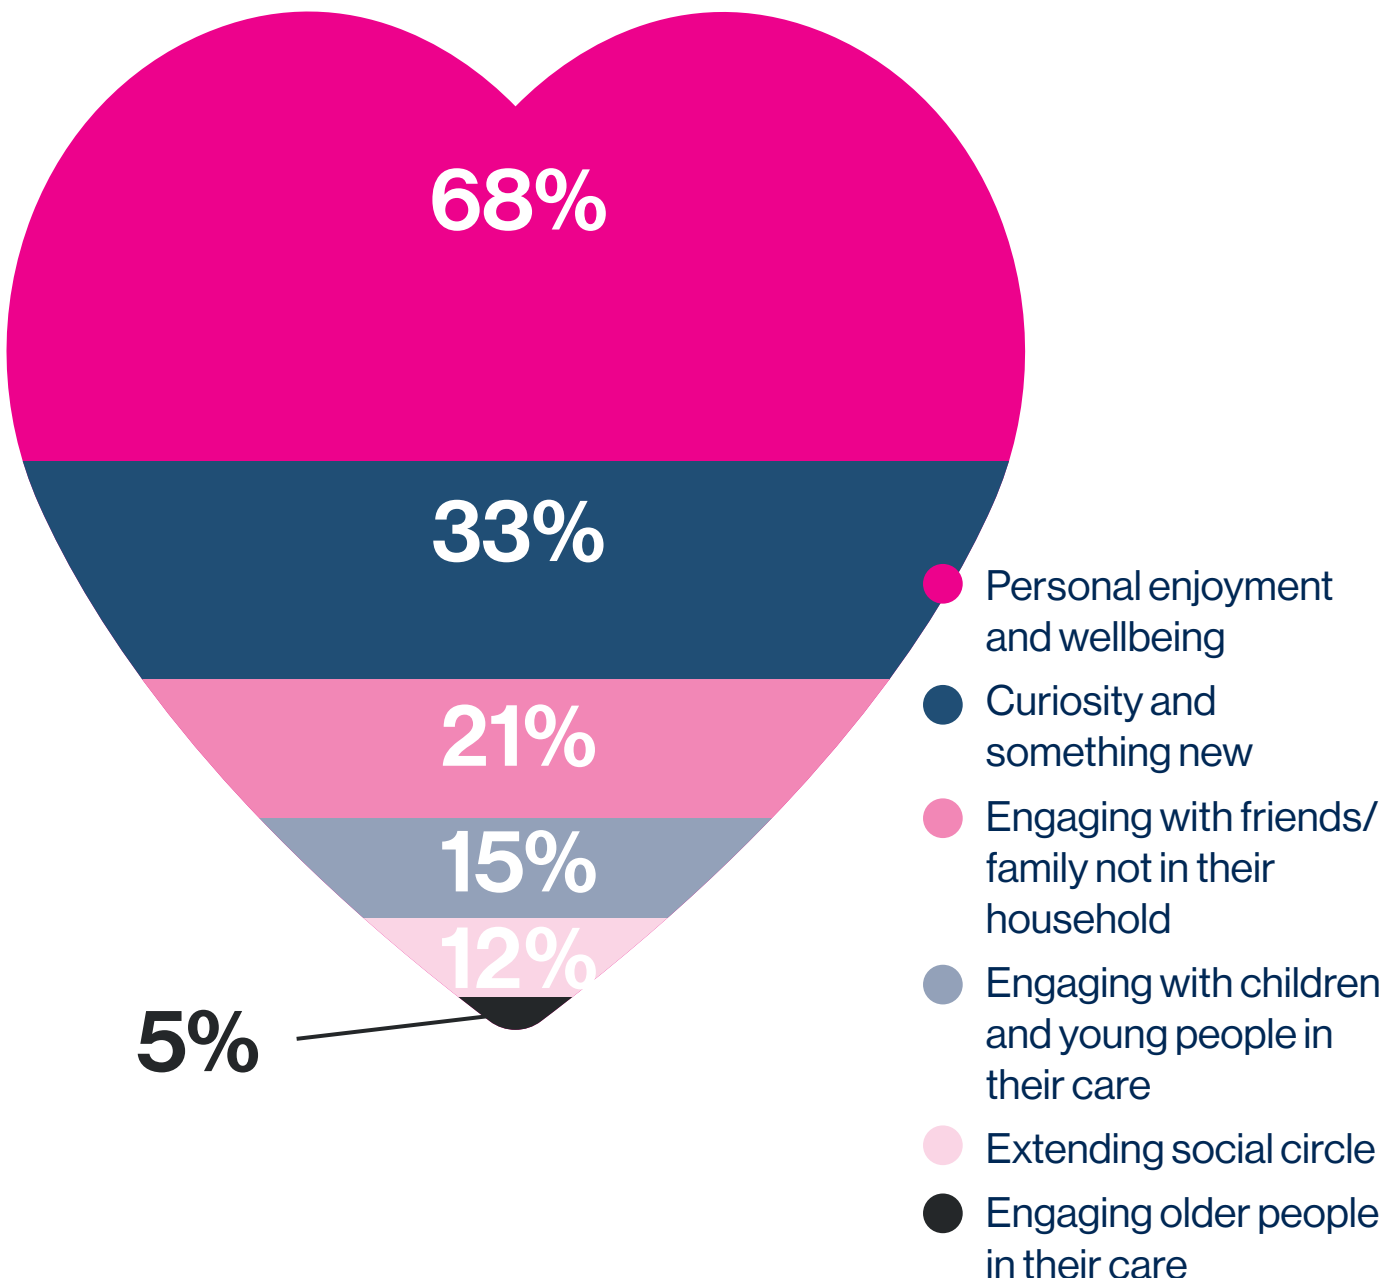 68%
33%
21%
15%
12%
5%
Personal enjoyment
and wellbeing
Curiosity and
something new
Engaging with friends/
family not in their
household
Engaging with children
and young people in
their care
Extending social circle
Engaging older people
in their care